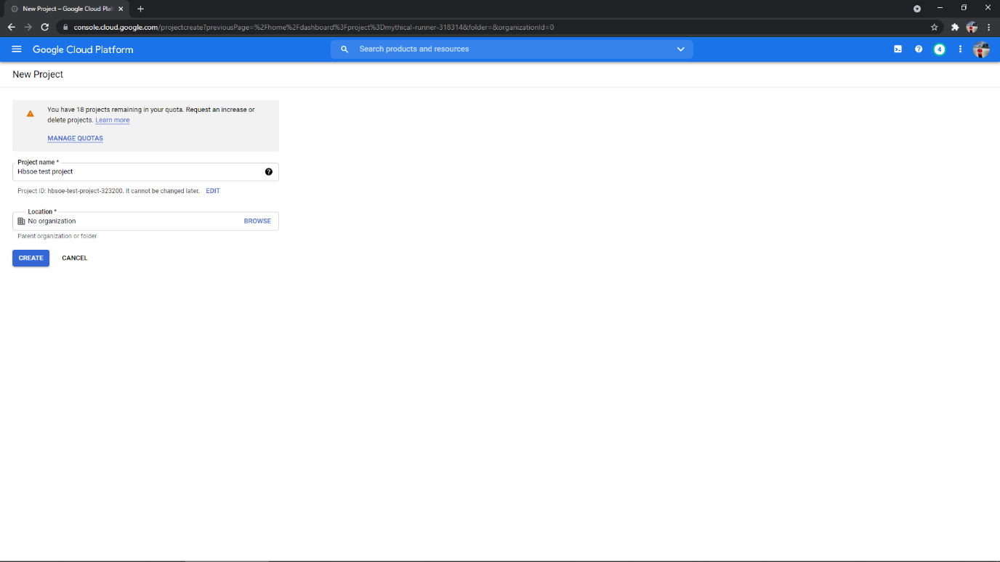 New Project – Google Cloud Plat
console.cloud.google.com/projectcreate?previousPage=%2Fhome%2Fdashboard%3Fproject%3Dmythical-runner-318314&folder=&organizationId=0
Google Cloud Platform
Search products and resources
4
New Project
You have 18 projects remaining in your quota. Request an increase or
delete projects. Learn more
MANAGE QUOTAS
Project name *
Hbsoe test project
Project ID: hbsoe-test-project-323200. It cannot be changed later. EDIT
Location *
No organization BROWSE
Parent organization or folder
CREATE CANCEL